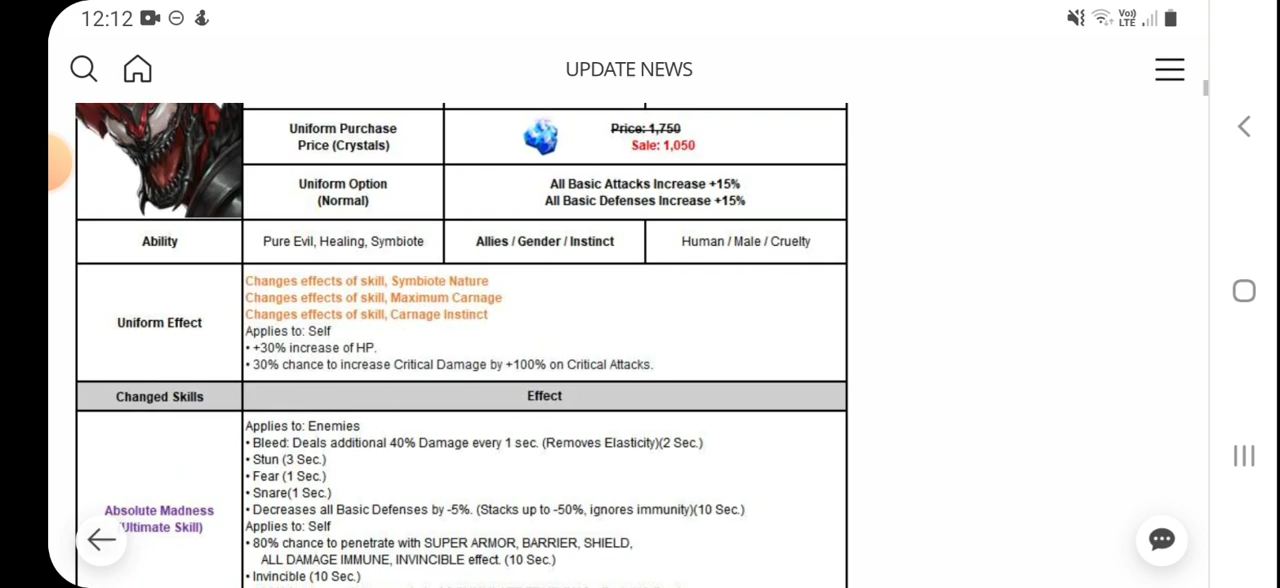 12:12
Vo))
LTE
UPDATE NEWS
Uniform Purchase
Price (Crystals)
Price: 1,750
Sale: 1,050
Uniform Option
(Normal)
All Basic Attacks Increase +15%
All Basic Defenses Increase +15%
Ability
Pure Evil, Healing, Symbiote
Allies / Gender / Instinct
Human / Male / Cruelty
Uniform Effect
Changes effects of skill, Symbiote Nature
Changes effects of skill, Maximum Carnage
Changes effects of skill, Carnage Instinct
Applies to: Self
• +30% increase of HP.
• 30% chance to increase Critical Damage by +100% on Critical Attacks.
Changed Skills
Effect
Absolute Madness
(Ultimate Skill)
Applies to: Enemies
• Bleed: Deals additional 40% Damage every 1 sec. (Removes Elasticity)(2 Sec.)
• Stun (3 Sec.)
• Fear (1 Sec.)
• Snare(1 Sec.)
• Decreases all Basic Defenses by -5%. (Stacks up to -50%, ignores immunity)(10 Sec.)
Applies to: Self
• 80% chance to penetrate with SUPER ARMOR, BARRIER, SHIELD,
ALL DAMAGE IMMUNE, INVINCIBLE effect. (10 Sec.)
• Invincible (10 Sec.)